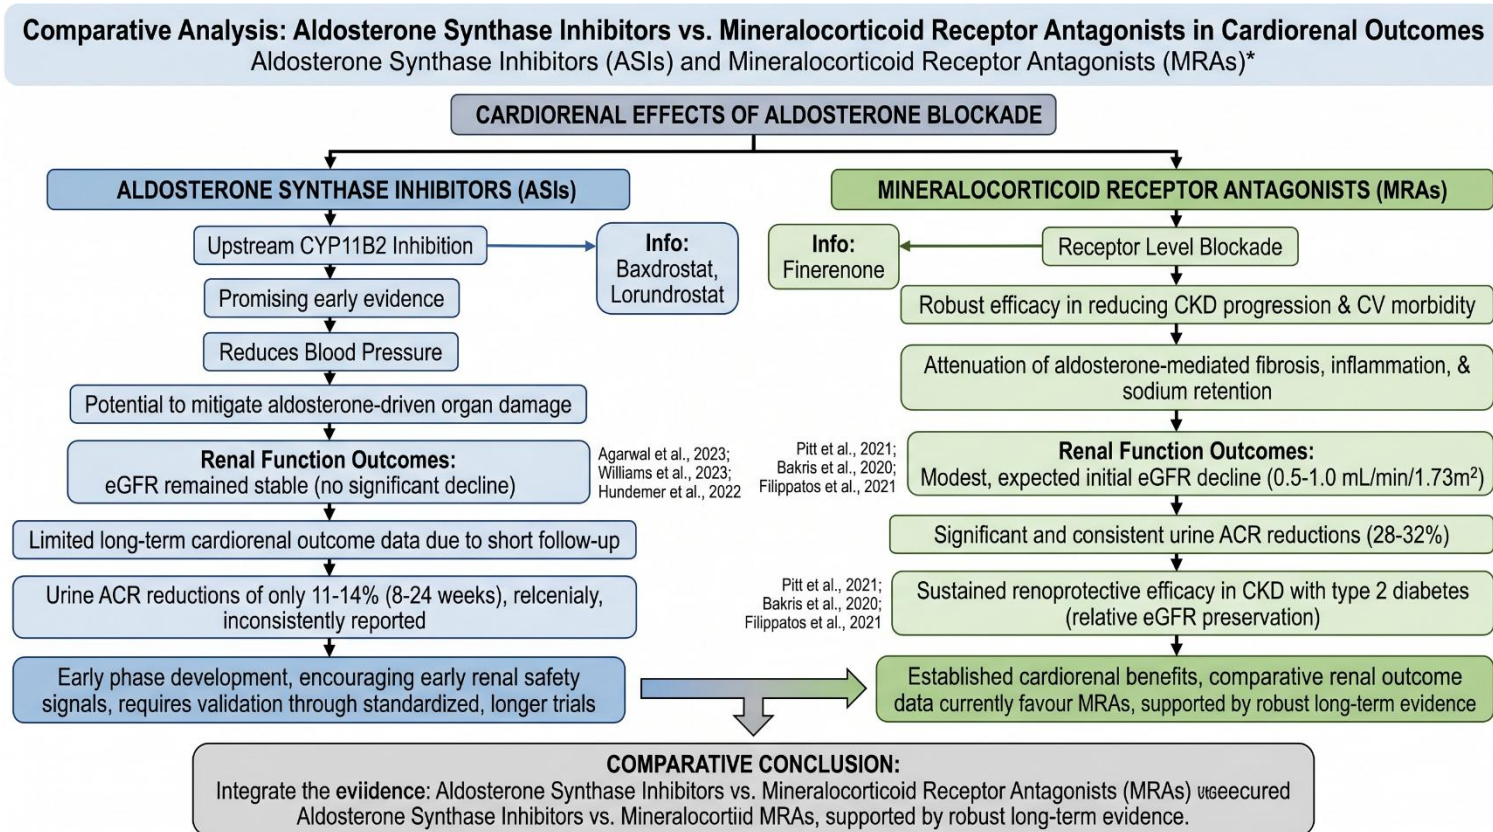 Comparative Analysis: Aldosterone Synthase Inhibitors vs. Mineralocorticoid Receptor Antagonists in Cardiorenal Outcomes
Aldosterone Synthase Inhibitors (ASIs) and Mineralocorticoid Receptor Antagonists (MRAs)*
CARDIORENAL EFFECTS OF ALDOSTERONE BLOCKADE
ALDOSTERONE SYNTHASE INHIBITORS (ASIs)
Upstream CYP11B2 Inhibition
Info:
Baxdrostat,
Lorundrostat
Promising early evidence
Reduces Blood Pressure
Potential to mitigate aldosterone-driven organ damage
Renal Function Outcomes:
eGFR remained stable (no significant decline)
Agarwal et al., 2023;
Williams et al., 2023;
Hundemer et al., 2022
Limited long-term cardiorenal outcome data due to short follow-up
Urine ACR reductions of only 11-14% (8-24 weeks), relcenialy,
inconsistently reported
Early phase development, encouraging early renal safety
signals, requires validation through standardized, longer trials
MINERALOCORTICOID RECEPTOR ANTAGONISTS (MRAs)
Info:
Finerenone
Receptor Level Blockade
Robust efficacy in reducing CKD progression & CV morbidity
Attenuation of aldosterone-mediated fibrosis, inflammation, &
sodium retention
Pitt et al., 2021;
Bakris et al., 2020;
Filippatos et al., 2021
Renal Function Outcomes:
Modest, expected initial eGFR decline (0.5-1.0 mL/min/1.73m²)
Significant and consistent urine ACR reductions (28-32%)
Pitt et al., 2021;
Bakris et al., 2020;
Filippatos et al., 2021
Sustained renoprotective efficacy in CKD with type 2 diabetes
(relative eGFR preservation)
Established cardiorenal benefits, comparative renal outcome
data currently favour MRAs, supported by robust long-term evidence
COMPARATIVE CONCLUSION:
Integrate the eviidence: Aldosterone Synthase Inhibitors vs. Mineralocorticoid Receptor Antagonists (MRAs)
Aldosterone Synthase Inhibitors vs. Mineralocortiid MRAs, supported by robust long-term evidence.